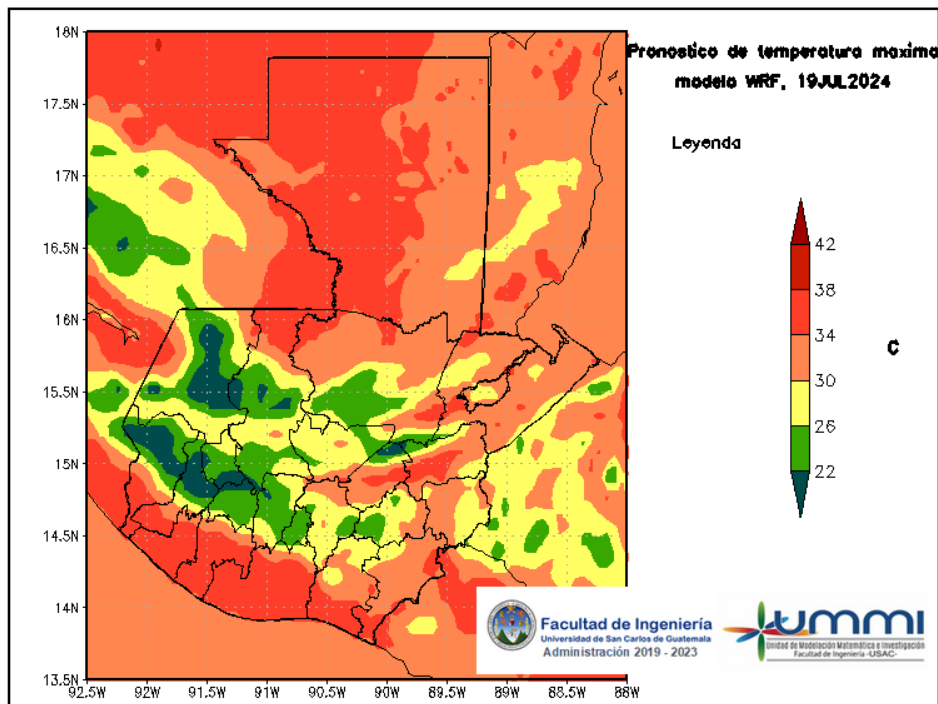 Pronostico de temperatura maxima
modelo WRF, 19JUL2024
Leyenda
42
38
34
30
26
22
C
18N
17.5N
17N
16.5N
16N
15.5N
15N
14.5N
14N
13.5N
92.5W
92W
91.5W
91W
90.5W
90W
89.5W
89W
88.5W
88W
Facultad de Ingeniería
Universidad de San Carlos de Guatemala
Administración 2019 - 2023
ummi
Unidad de Modelación Matemática e Investigación
Facultad de Ingeniería -USAC-